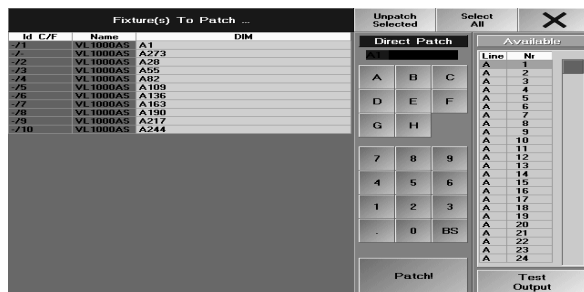 Fixture(s) To Patch ...
Unpatch Selected
Select All
Id C/F Name DIM
-/1 VL1000AS A1
-/- VL1000AS A273
-/2 VL1000AS A28
-/3 VL1000AS A55
-/4 VL1000AS A82
-/5 VL1000AS A109
-/6 VL1000AS A136
-/7 VL1000AS A163
-/8 VL1000AS A190
-/9 VL1000AS A217
-/10 VL1000AS A244
Direct Patch
A1
A B C
D E F
G H
7 8 9
4 5 6
1 2 3
. 0 BS
Patch!
Available
Line Nr
A 1
A 2
A 3
A 4
A 5
A 6
A 7
A 8
A 9
A 10
A 11
A 12
A 13
A 14
A 15
A 16
A 17
A 18
A 19
A 20
A 21
A 22
A 23
A 24
Test
Output